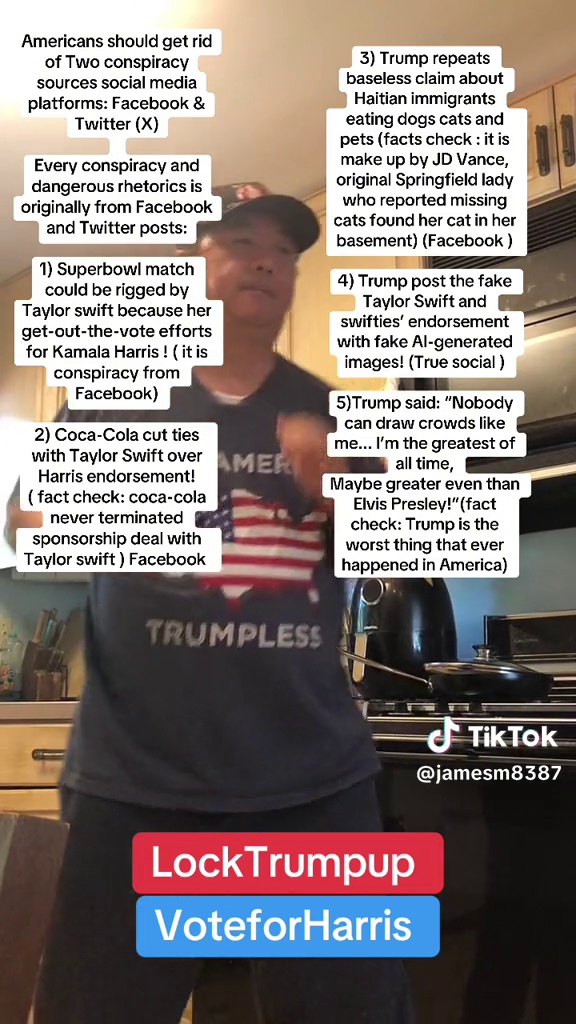 Americans should get rid
of Two conspiracy
sources social media
platforms: Facebook &
Twitter (X)
Every conspiracy and
dangerous rhetorics is
originally from Facebook
and Twitter posts:
1) Superbowl match
could be rigged by
Taylor swift because her
get-out-the-vote efforts
for Kamala Harris ! ( it is
conspiracy from
Facebook)
2) Coca-Cola cut ties
with Taylor Swift over
Harris endorsement!
( fact check: coca-cola
never terminated
sponsorship deal with
Taylor swift ) Facebook
3) Trump repeats
baseless claim about
Haitian immigrants
eating dogs cats and
pets (facts check : it is
make up by JD Vance,
original Springfield lady
who reported missing
cats found her cat in her
basement) (Facebook )
4) Trump post the fake
Taylor Swift and
swifties’ endorsement
with fake AI-generated
images! (True social )
5)Trump said: “Nobody
can draw crowds like
me... I’m the greatest of
all time,
Maybe greater even than
Elvis Presley!”(fact
check: Trump is the
worst thing that ever
happened in America)
AMER
TRUMPLESS
TikTok
@jamesm8387
LockTrumpup
VoteforHarris